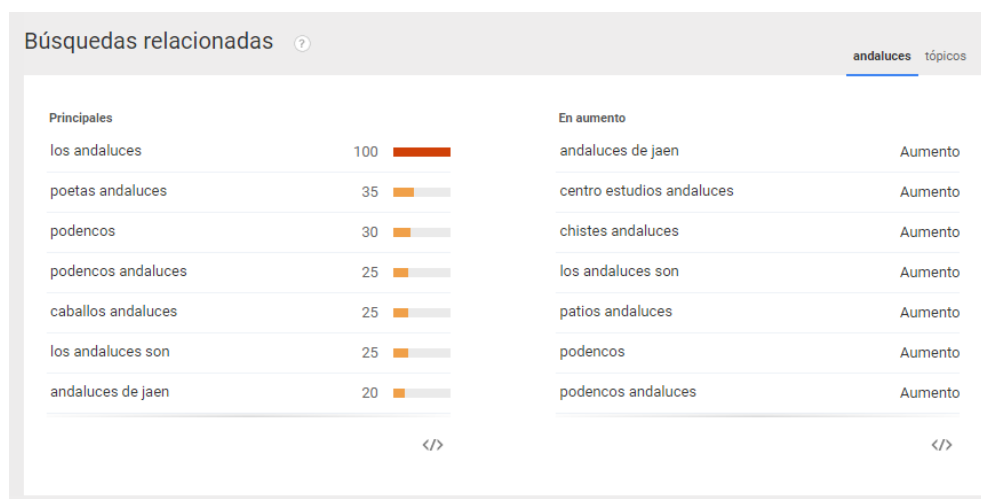 Búsquedas relacionadas ?
andaluces tópicos
Principales
los andaluces 100
poetas andaluces 35
podencos 30
podencos andaluces 25
caballos andaluces 25
los andaluces son 25
andaluces de jaen 20
</>
En aumento
andaluces de jaen Aumento
centro estudios andaluces Aumento
chistes andaluces Aumento
los andaluces son Aumento
patios andaluces Aumento
podencos Aumento
podencos andaluces Aumento
</>